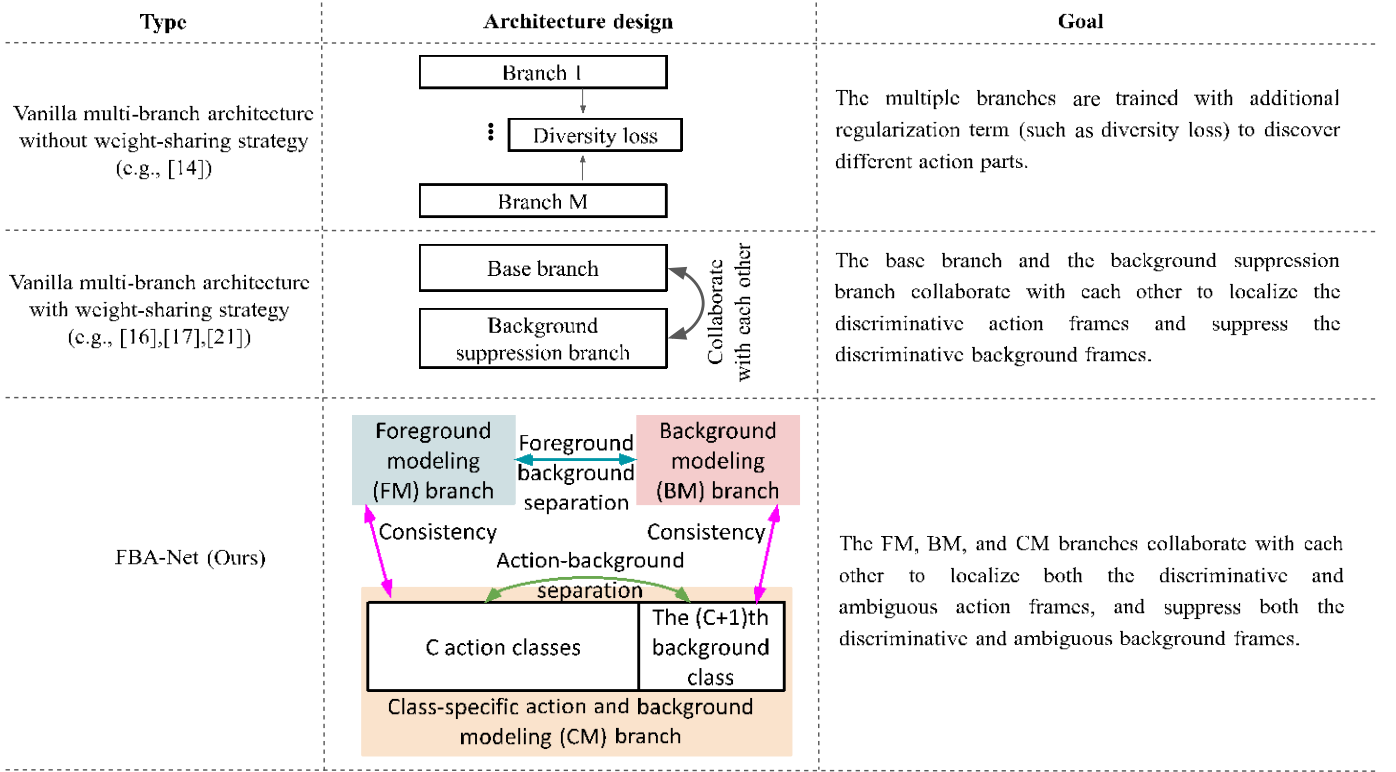 Type
Architecture design
Goal
Vanilla multi-branch architecture
without weight-sharing strategy
(e.g., [14])
Branch 1
Diversity loss
Branch M
The multiple branches are trained with additional
regularization term (such as diversity loss) to discover
different action parts.
Vanilla multi-branch architecture
with weight-sharing strategy
(e.g., [16],[17],[21])
Base branch
Background
suppression branch
Collaborate
with each other
The base branch and the background suppression
branch collaborate with each other to localize the
discriminative action frames and suppress the
discriminative background frames.
FBA-Net (Ours)
Foreground
modeling
(FM) branch
Foreground
background
separation
Background
modeling
(BM) branch
Consistency
Consistency
Action-background
separation
C action classes
The (C+1)th
background
class
Class-specific action and background
modeling (CM) branch
The FM, BM, and CM branches collaborate with each
other to localize both the discriminative and
ambiguous action frames, and suppress both the
discriminative and ambiguous background frames.